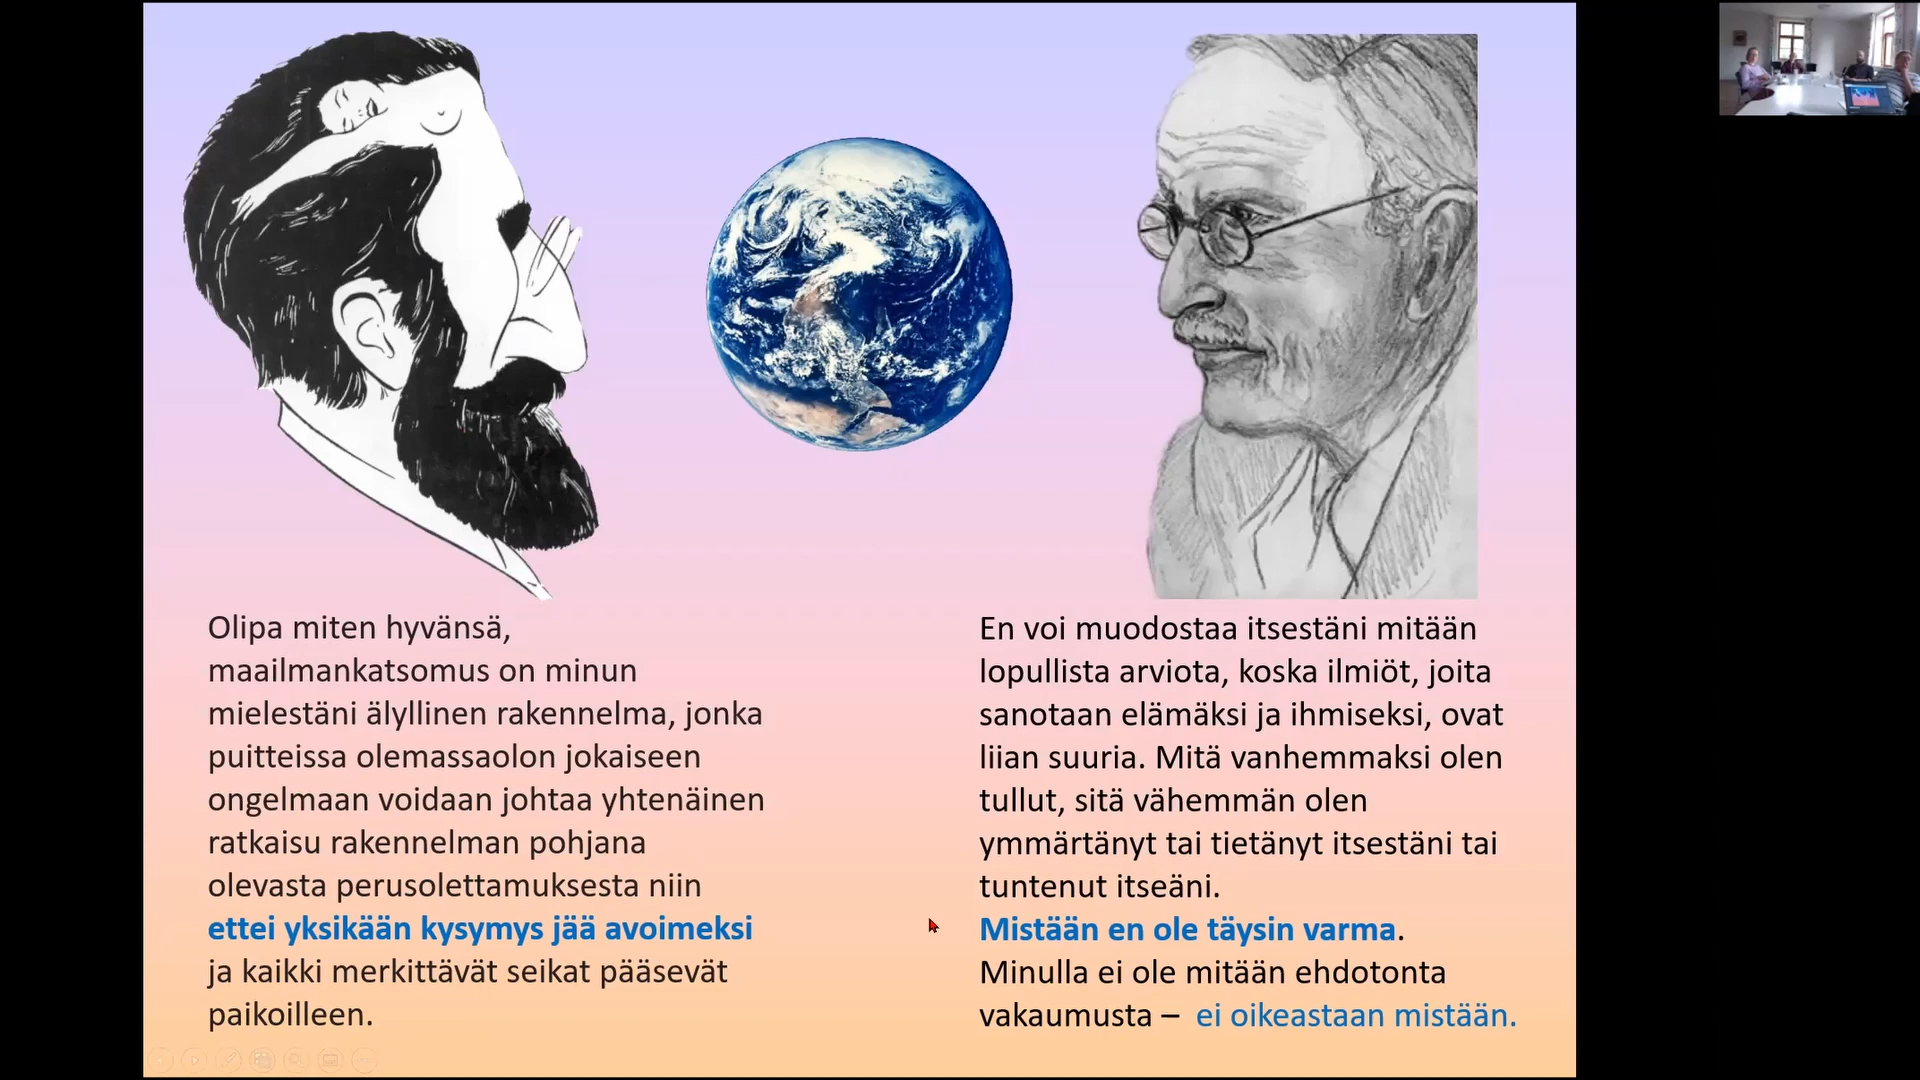 Olipa miten hyvänsä,
maailmankatsomus on minun
mielestäni älyllinen rakennelma, jonka
puitteissa olemassaolon jokaiseen
ongelmaan voidaan johtaa yhtenäinen
ratkaisu rakennelman pohjana
olevasta perusolettamuksesta niin
ettei yksikään kysymys jää avoimeksi
ja kaikki merkittävät seikat pääsevät
paikoilleen.
En voi muodostaa itsestäni mitään
lopullista arviota, koska ilmiöt, joita
sanotaan elämäksi ja ihmiseksi, ovat
liian suuria. Mitä vanhemmaksi olen
tullut, sitä vähemmän olen
ymmärtänyt tai tietänyt itsestäni tai
tuntenut itseäni.
Mistään en ole täysin varma.
Minulla ei ole mitään ehdotonta
vakaumusta – ei oikeastaan mistään.